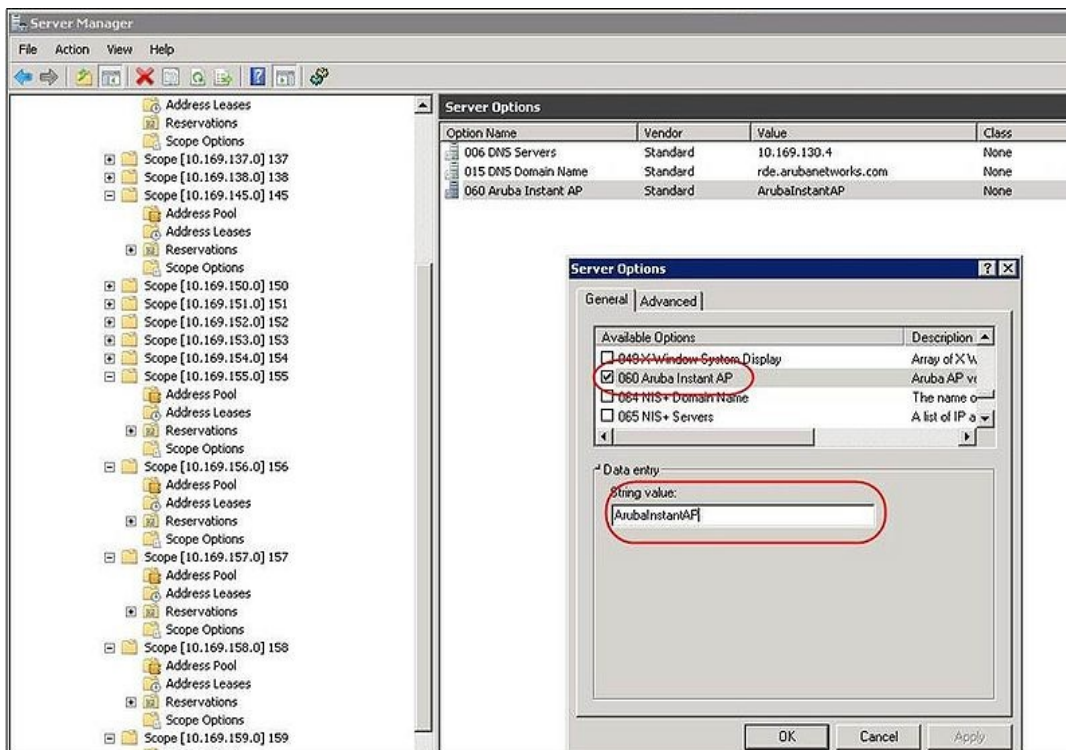 Server Manager
File Action View Help
Address Leases
Reservations
Scope Options
Scope [10.169.137.0] 137
Scope [10.169.138.0] 138
Scope [10.169.145.0] 145
Address Pool
Address Leases
Reservations
Scope Options
Scope [10.169.150.0] 150
Scope [10.169.151.0] 151
Scope [10.169.152.0] 152
Scope [10.169.153.0] 153
Scope [10.169.154.0] 154
Scope [10.169.155.0] 155
Address Pool
Address Leases
Reservations
Scope Options
Scope [10.169.156.0] 156
Address Pool
Address Leases
Reservations
Scope Options
Scope [10.169.157.0] 157
Address Pool
Address Leases
Reservations
Scope Options
Scope [10.169.158.0] 158
Address Pool
Address Leases
Reservations
Scope Options
Scope [10.169.159.0] 159
Server Options
Option Name Vendor Value Class
006 DNS Servers Standard 10.169.130.4 None
015 DNS Domain Name Standard rde.arubanetworks.com None
060 Aruba Instant AP Standard ArubaInstantAP None
Server Options
General Advanced
Available Options Description
049 X Window System Display Array of X W
060 Aruba Instant AP Aruba AP ve
064 NIS+ Domain Name The name o
065 NIS+ Servers A list of IP a
Data entry
String value:
ArubaInstantAP
OK Cancel Apply